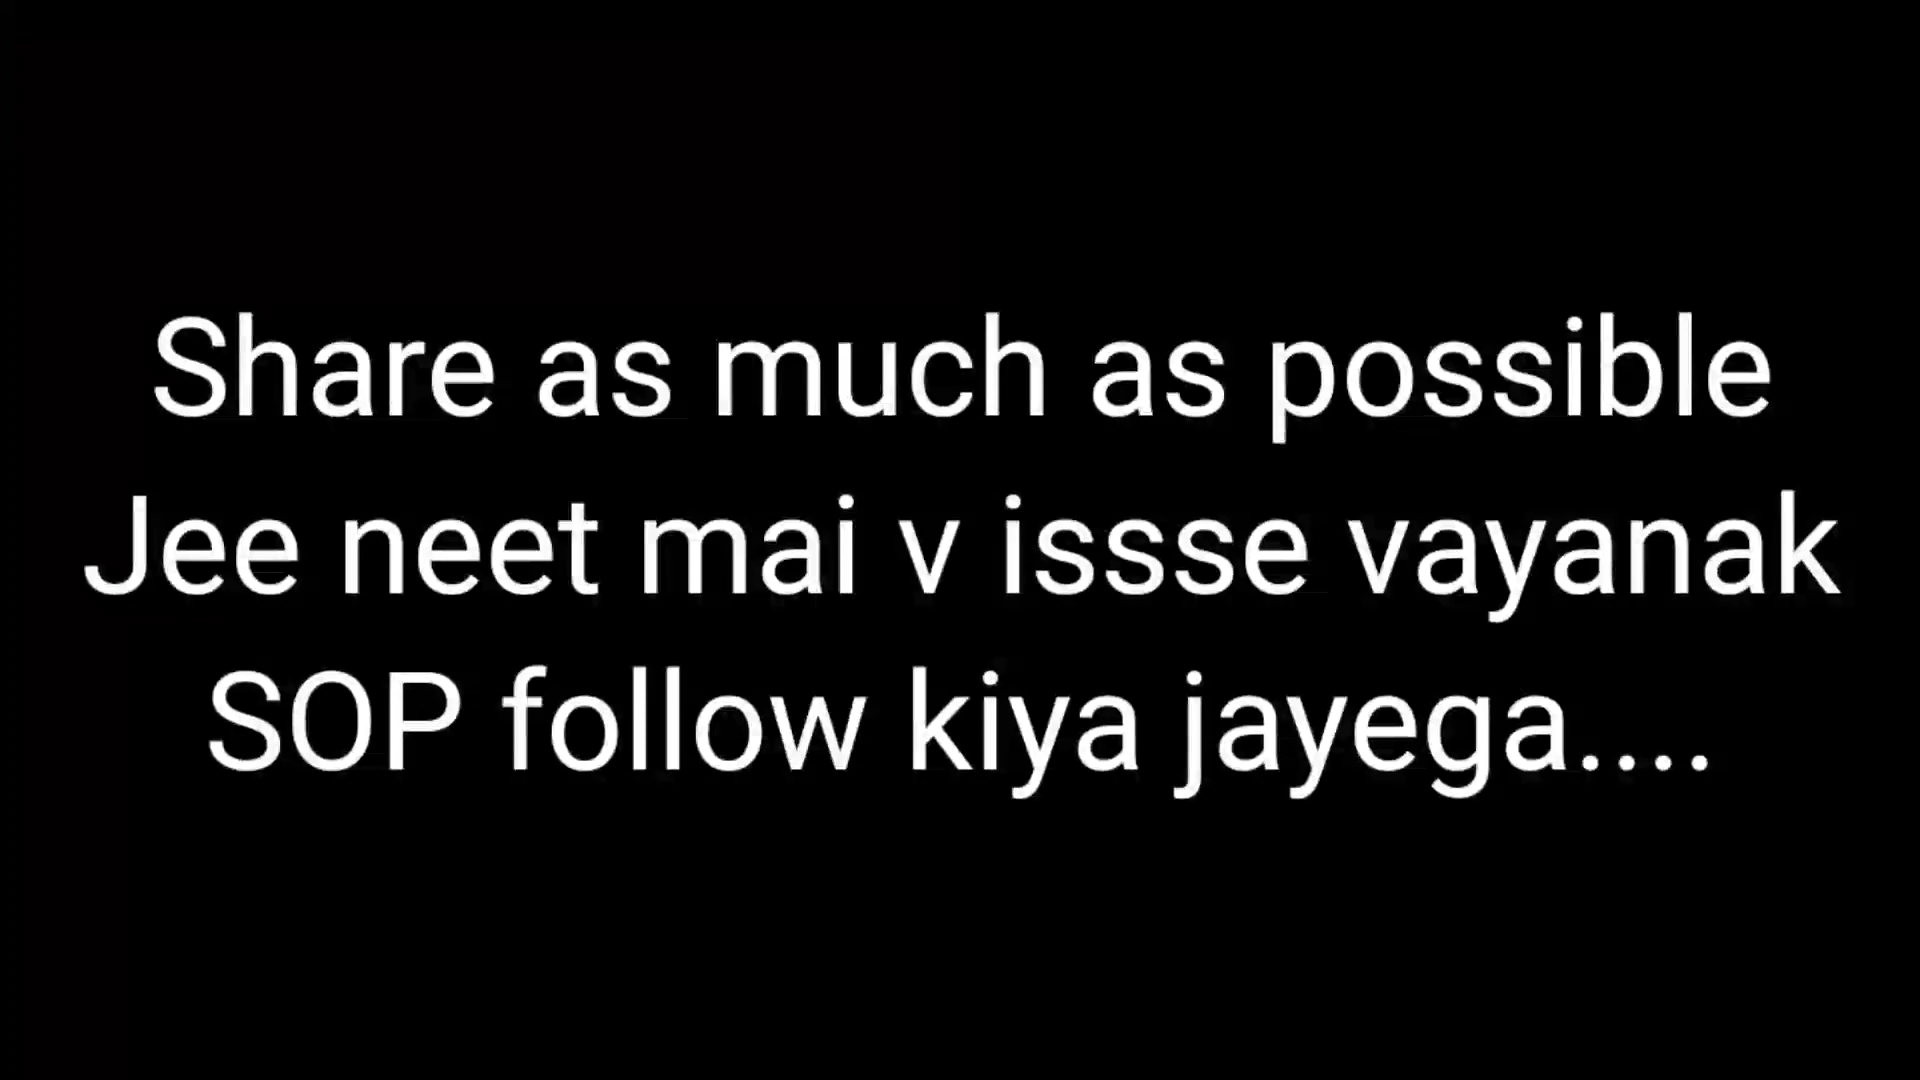 Share as much as possible
Jee neet mai v issse vayanak
SOP follow kiya jayega....